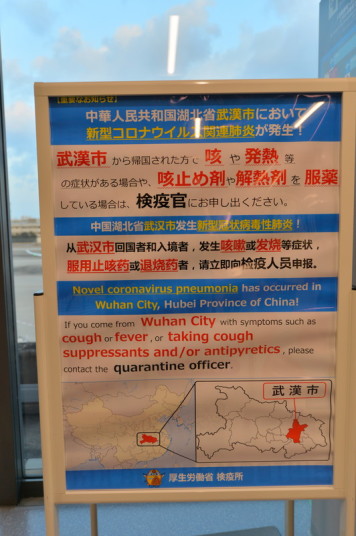 【重要なお知らせ】
中華人民共和国湖北省武漢市において
新型コロナウイルス関連肺炎が発生！
武漢市 から帰国された方で 咳 や 発熱 等
の症状がある場合や、咳止め剤や解熱剤 を 服薬
している場合は、検疫官にお申し出ください。
中国湖北省武汉市发生新型冠状病毒性肺炎！
从武汉市回国者和入境者，发生咳嗽或发烧等症状，
服用止咳药或退烧药者，请立即向检疫人员申报。
Novel coronavirus pneumonia has occurred in
Wuhan City, Hubei Province of China!
If you come from Wuhan City with symptoms such as
cough or fever, or taking cough
suppressants and/or antipyretics, please
contact the quarantine officer.
武漢市
厚生労働省 検疫所